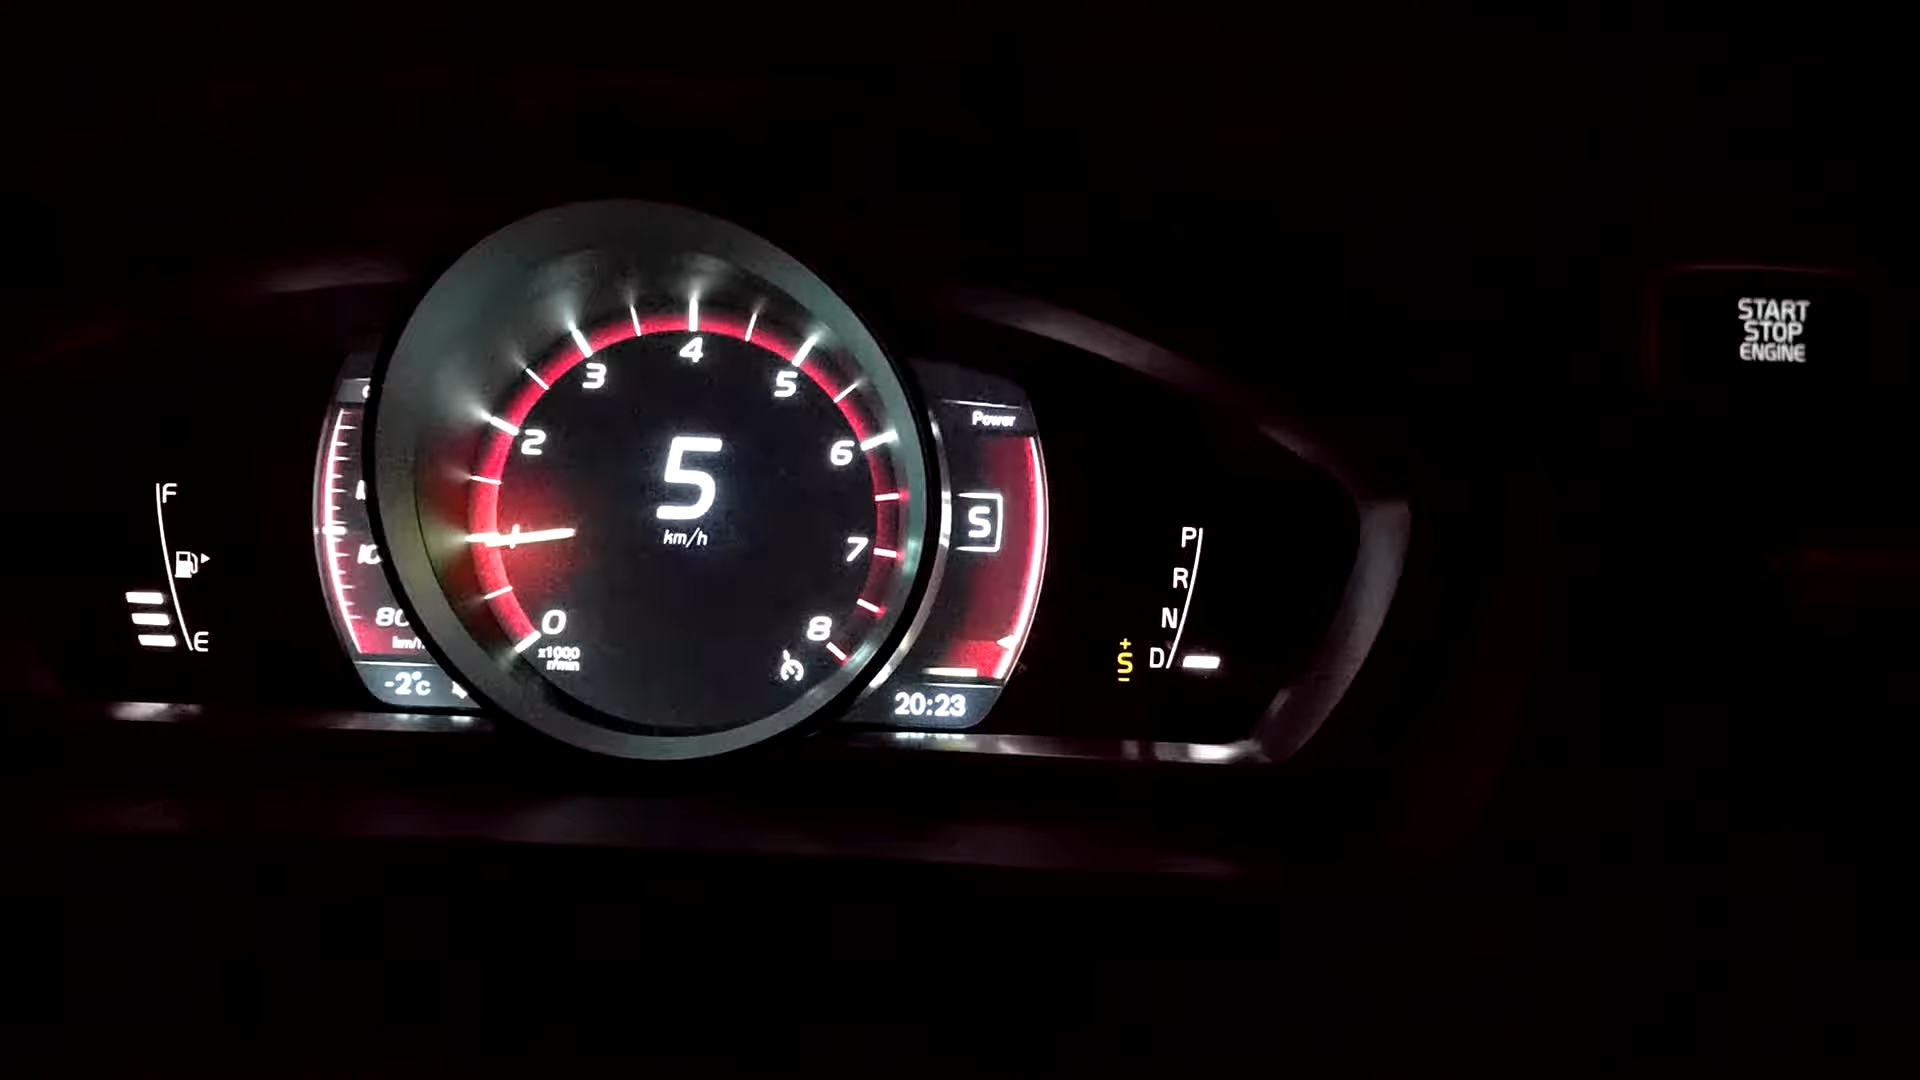 START
STOP
ENGINE
4
3
5
2
6
5
km/h
1
7
0
8
x1000
r/min
Power
S
80
-2°c
20:23
F
E
P
R
N
D
+
S
-